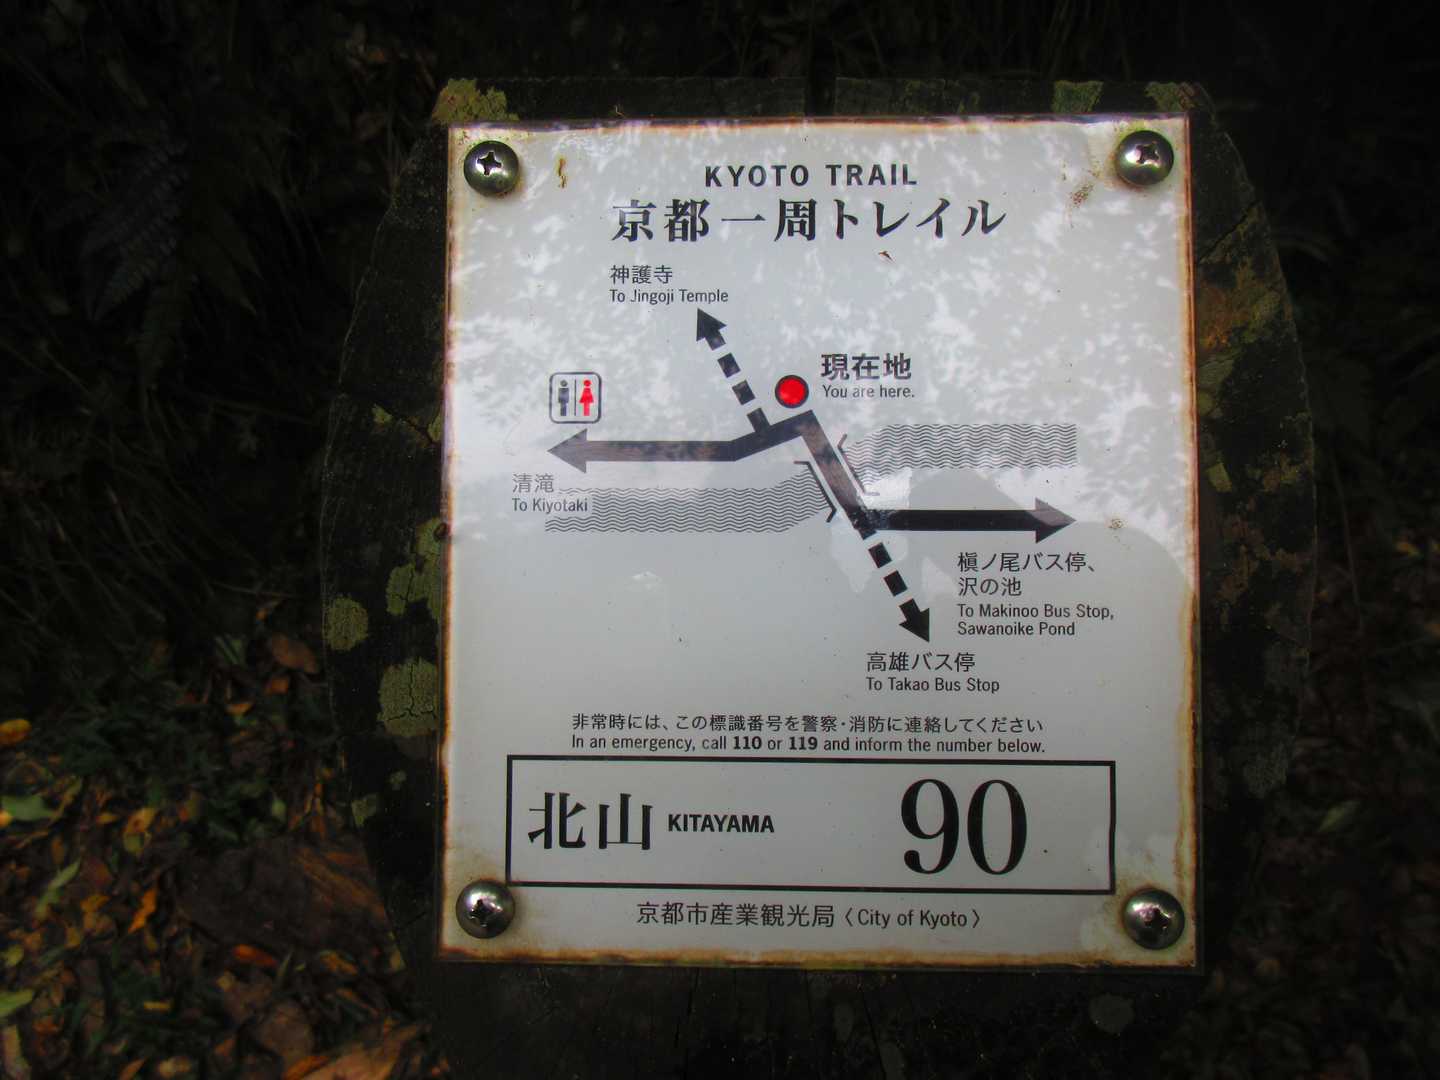 KYOTO TRAIL
京都一周トレイル
神護寺
To Jingoji Temple
現在地
You are here.
清滝
To Kiyotaki
槇ノ尾バス停、
沢の池
To Makinoo Bus Stop,
Sawanoike Pond
高雄バス停
To Takao Bus Stop
非常時には、この標識番号を警察・消防に連絡してください
In an emergency, call 110 or 119 and inform the number below.
北山 KITAYAMA 90
京都市産業観光局〈City of Kyoto〉